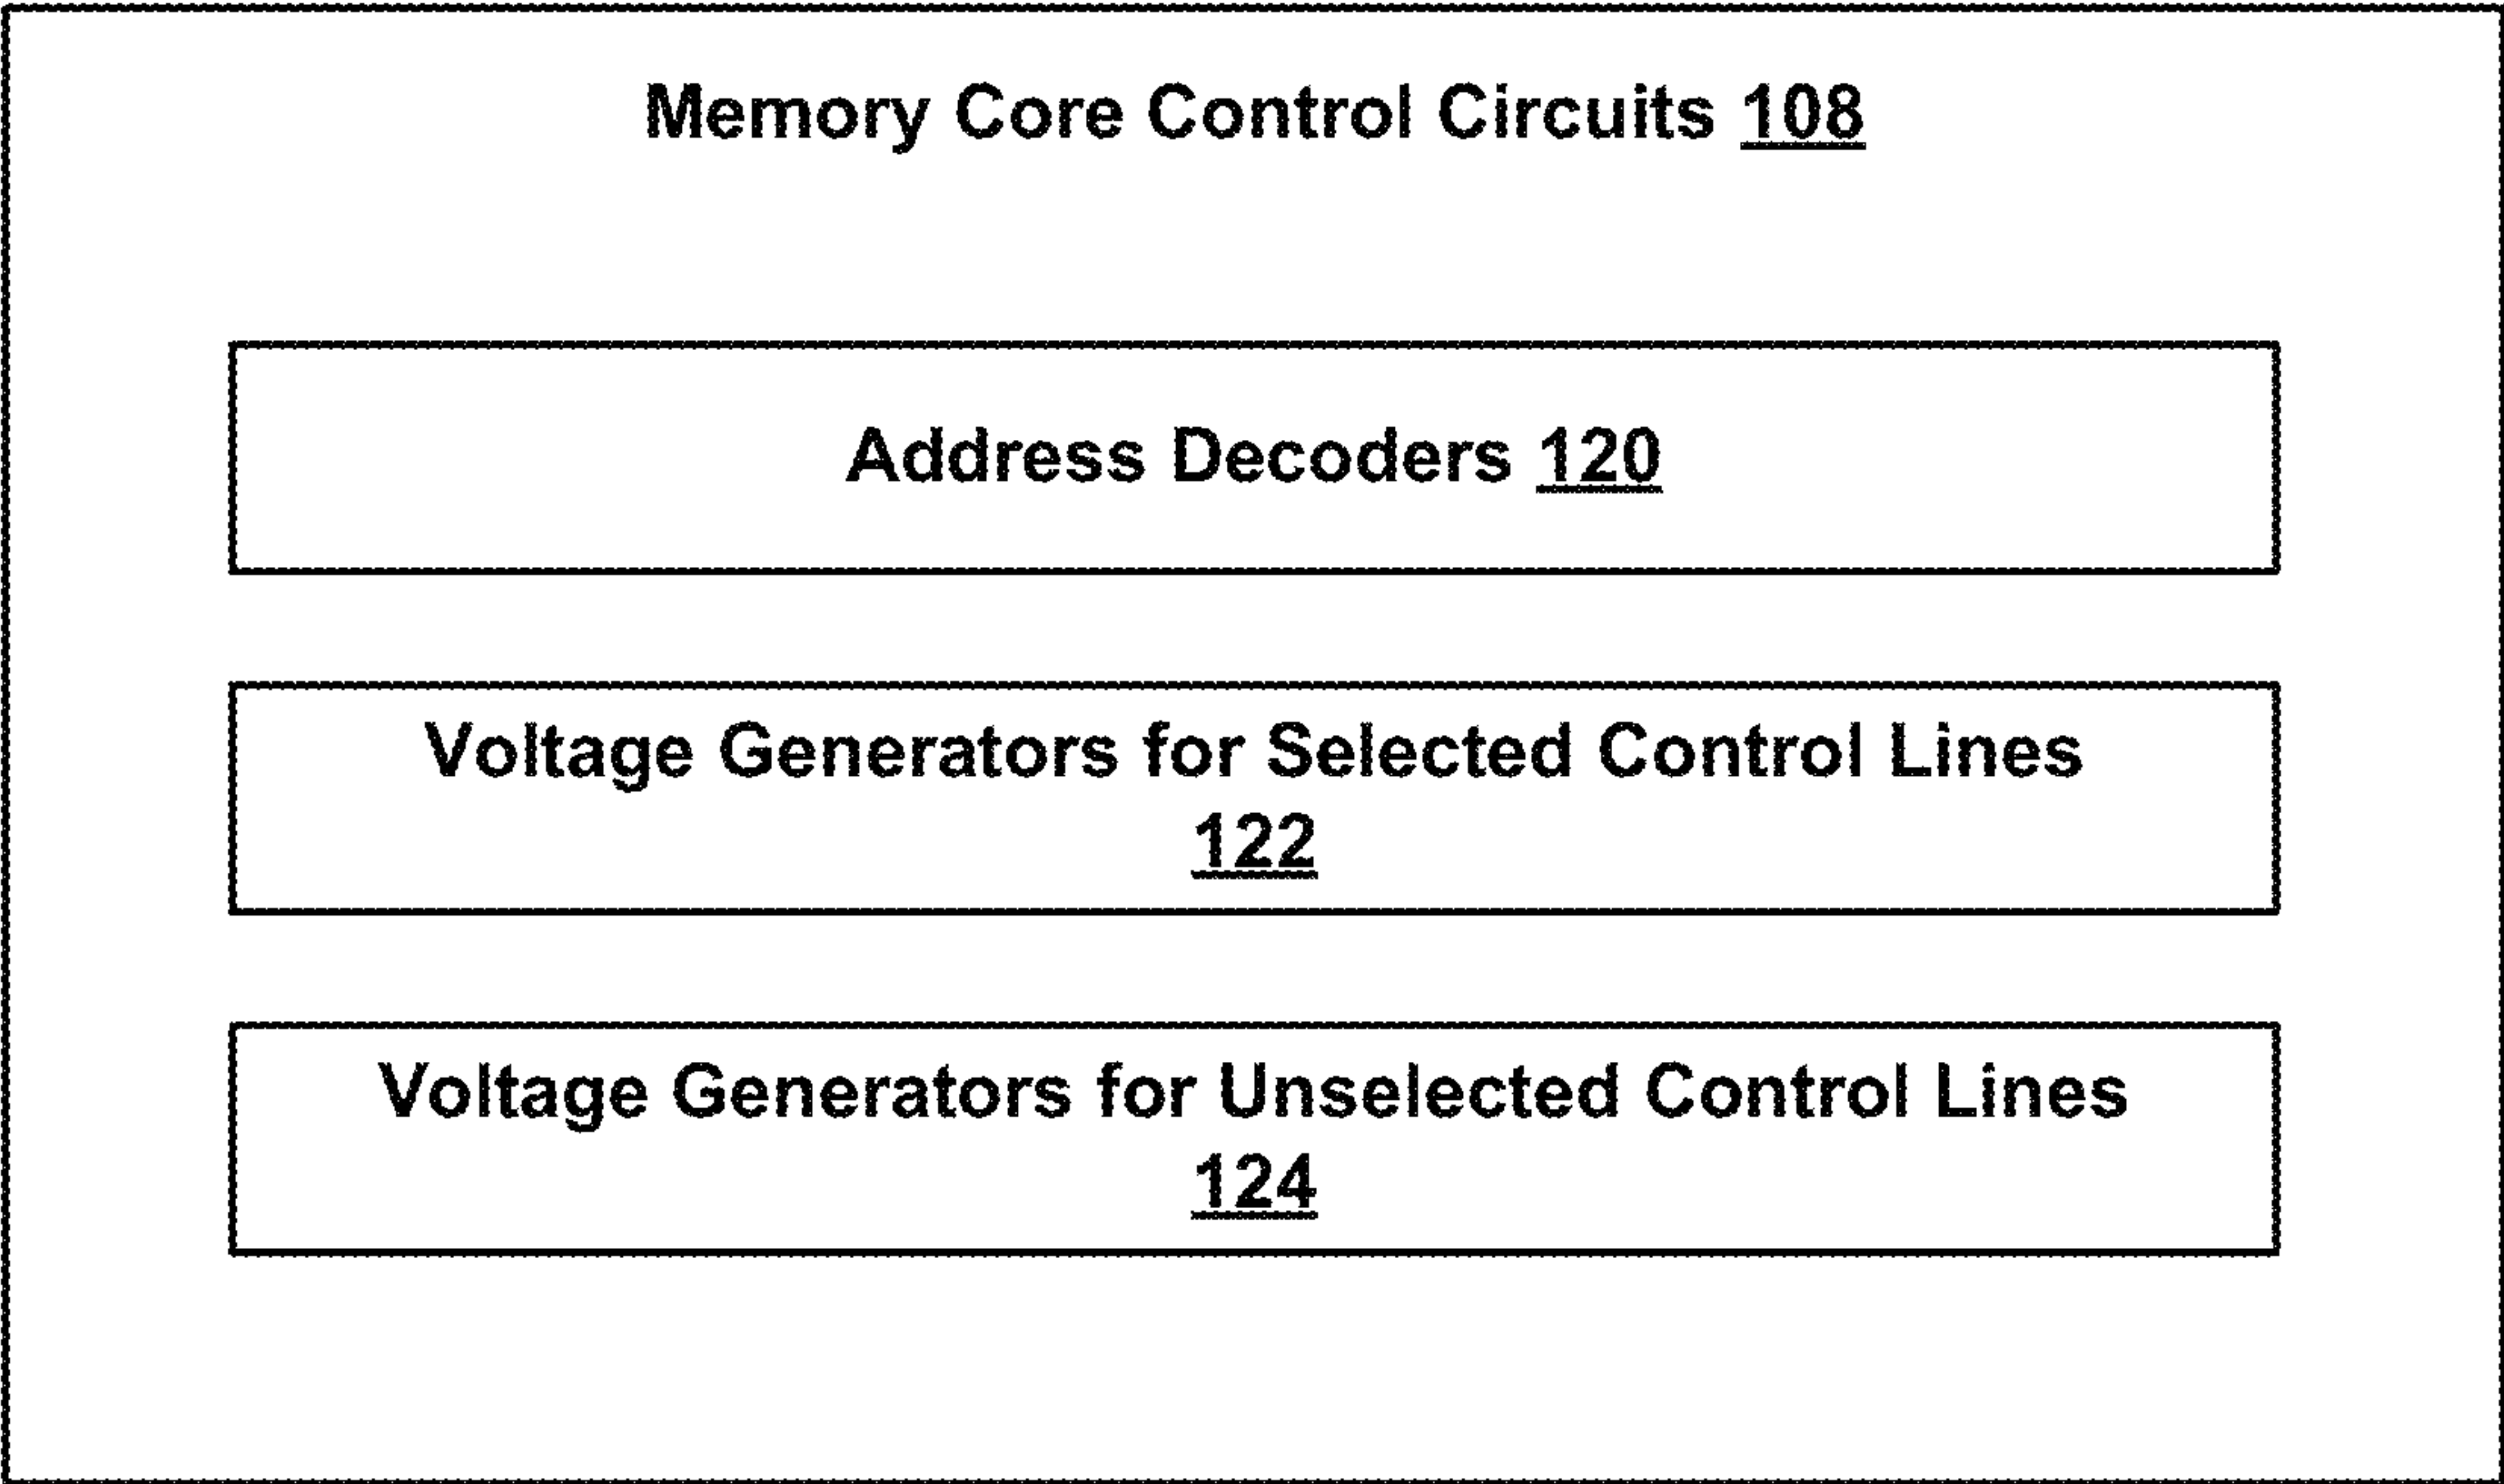 Memory Core Control Circuits 108
Address Decoders 120
Voltage Generators for Selected Control Lines
122
Voltage Generators for Unselected Control Lines
124